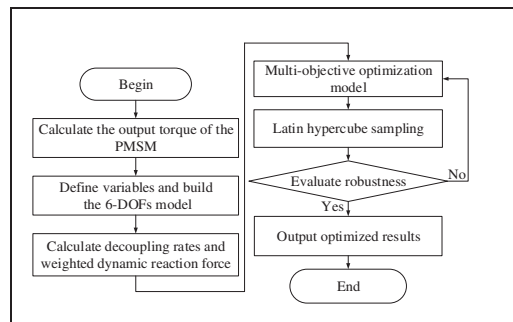 Begin
Calculate the output torque of the
PMSM
Define variables and build
the 6-DOFs model
Calculate decoupling rates and
weighted dynamic reaction force
Multi-objective optimization
model
Latin hypercube sampling
Evaluate robustness
No
Yes
Output optimized results
End